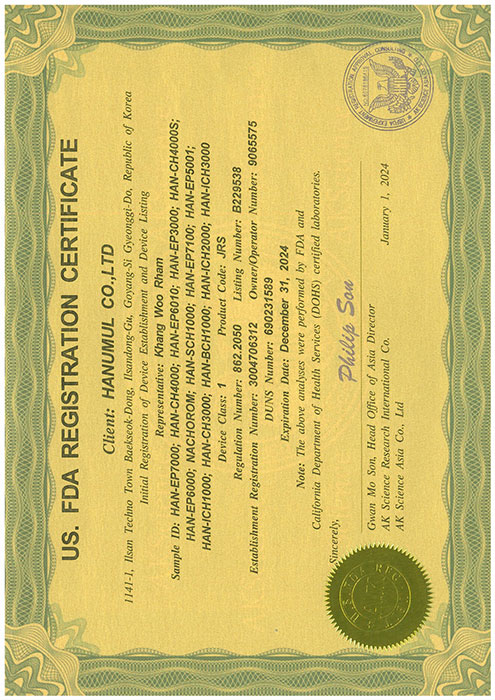 US. FDA REGISTRATION CERTIFICATE
Client: HANUMUL CO.,LTD
1141-1, Ilsan Techno Town Baekseok-Dong, Ilsandong-Gu, Goyang-Si Gyeonggi-Do, Republic of Korea
Initial Registration of Device Establishment and Device Listing
Representative: Khang Woo Rham
Sample ID: HAN-EP7000; HAN-CH4000; HAN-EP6010; HAN-EP3000; HAN-CH4000S;
HAN-EP6000; NACHOROM; HAN-SCH1000; HAN-EP7100; HAN-EP5001;
HAN-ICH1000; HAN-CH3000; HAN-BCH1000; HAN-ICH2000; HAN-ICH3000
Device Class: 1 Product Code: JRS
Regulation Number: 862.2050 Listing Number: B229538
Establishment Registration Number: 3004706312 Owner/Operator Number: 9065575
DUNS Number: 690231589
Expiration Date: December 31, 2024
Note: The above analyses were performed by FDA and
California Department of Health Services (DOHS) certified laboratories.
Sincerely,
Philip Son
Gwan Mo Son, Head Office of Asia Director January 1, 2024
AK Science Research International Co.
AK Science Asia Co., Ltd